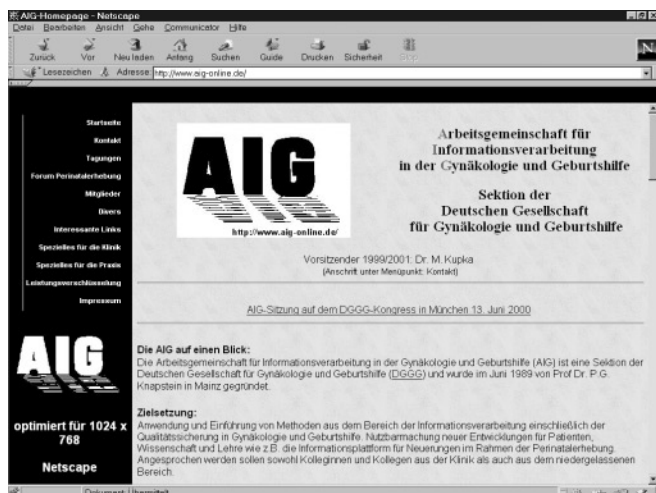 AIG-Homepage - Netscape
Datei Bearbeiten Ansicht Gehe Communicator Hilfe
Zurück Vor Neu laden Anfang Suchen Guide Drucken Sicherheit Stop
Lesezeichen Adresse: http://www.aig-online.de/
Startseite
Kontakt
Tagungen
Forum Perinatalerhebung
Mitglieder
Divers
Interessante Links
Spezielles für die Klinik
Spezielles für die Praxis
Leistungsverschlüsselung
Impressum
AIG
optimiert für 1024 x
768
Netscape
AIG
http://www.aig-online.de/
Arbeitsgemeinschaft für
Informationsverarbeitung
in der Gynäkologie und Geburtshilfe
Sektion der
Deutschen Gesellschaft
für Gynäkologie und Geburtshilfe
Vorsitzender 1999/2001: Dr. M. Kupka
(Anschrift unter Menüpunkt: Kontakt)
AIG-Sitzung auf dem DGGG-Kongress in München 13. Juni 2000
Die AIG auf einen Blick:
Die Arbeitsgemeinschaft für Informationsverarbeitung in der Gynäkologie und Geburtshilfe (AIG) ist eine Sektion der
Deutschen Gesellschaft für Gynäkologie und Geburtshilfe (DGGG) und wurde im Juni 1989 von Prof Dr. P.G.
Knapstein in Mainz gegründet.
Zielsetzung:
Anwendung und Einführung von Methoden aus dem Bereich der Informationsverarbeitung einschließlich der
Qualitätssicherung in Gynäkologie und Geburtshilfe. Nutzbarmachung neuer Entwicklungen für Patienten,
Wissenschaft und Lehre wie z.B. die Informationsplattform für Neuerungen im Rahmen der Perinatalerhebung.
Angesprochen werden sollen sowohl Kolleginnen und Kollegen aus der Klinik als auch aus dem niedergelassenen
Bereich.
Dokument: Übermittelt